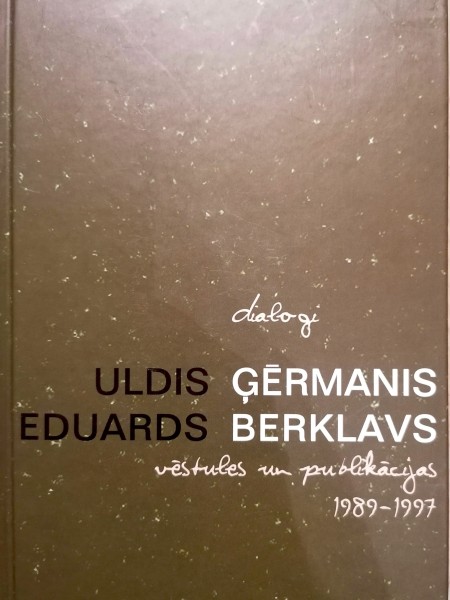 dialogi
ULDIS ĢĒRMANIS
EDUARDS BERKLAVS
vēstules un publikācijas
1989-1997